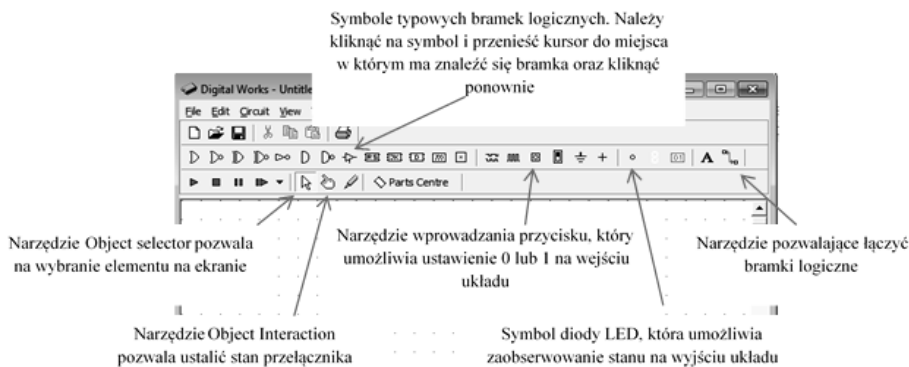 Symbole typowych bramek logicznych. Należy
kliknąć na symbol i przenieść kursor do miejsca
w którym ma znaleźć się bramka oraz kliknąć
ponownie
Digital Works - Untitle
File Edit Circuit View
Parts Centre
Narzędzie Object selector pozwala
na wybranie elementu na ekranie
Narzędzie wprowadzania przycisku, który
umożliwia ustawienie 0 lub 1 na wejściu
układu
Narzędzie pozwalające łączyć
bramki logiczne
Narzędzie Object Interaction
pozwala ustalić stan przełącznika
Symbol diody LED, która umożliwia
zaobserwowanie stanu na wyjściu układu